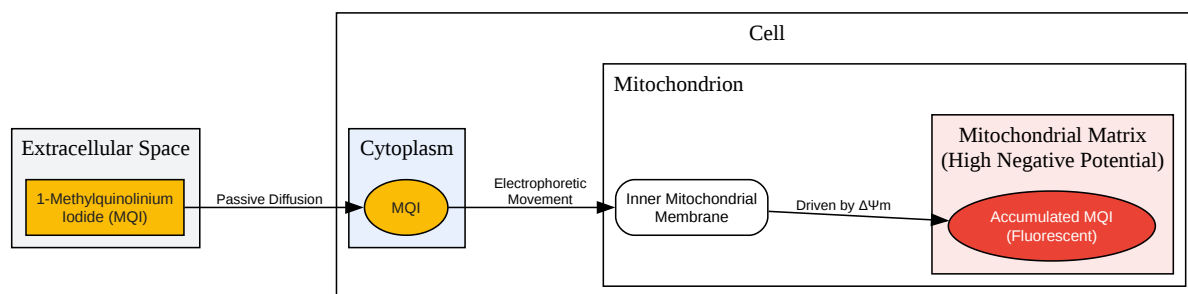 Cell
Mitochondrion
Extracellular Space
1-Methylquinolinium
Iodide (MQI)
Passive Diffusion
Cytoplasm
MQI
Electrophoretic
Movement
Inner Mitochondrial
Membrane
Driven by ΔΨm
Mitochondrial Matrix
(High Negative Potential)
Accumulated MQI
(Fluorescent)